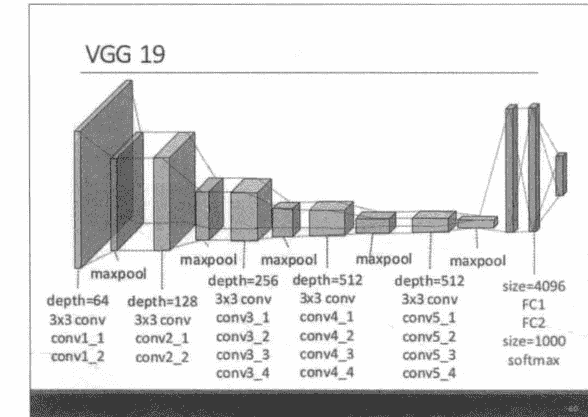 VGG 19
maxpool
maxpool
maxpool
maxpool
maxpool
depth=64
3x3 conv
conv1_1
conv1_2
depth=128
3x3 conv
conv2_1
conv2_2
depth=256
3x3 conv
conv3_1
conv3_2
conv3_3
conv3_4
depth=512
3x3 conv
conv4_1
conv4_2
conv4_3
conv4_4
depth=512
3x3 conv
conv5_1
conv5_2
conv5_3
conv5_4
size=4096
FC1
FC2
size=1000
softmax